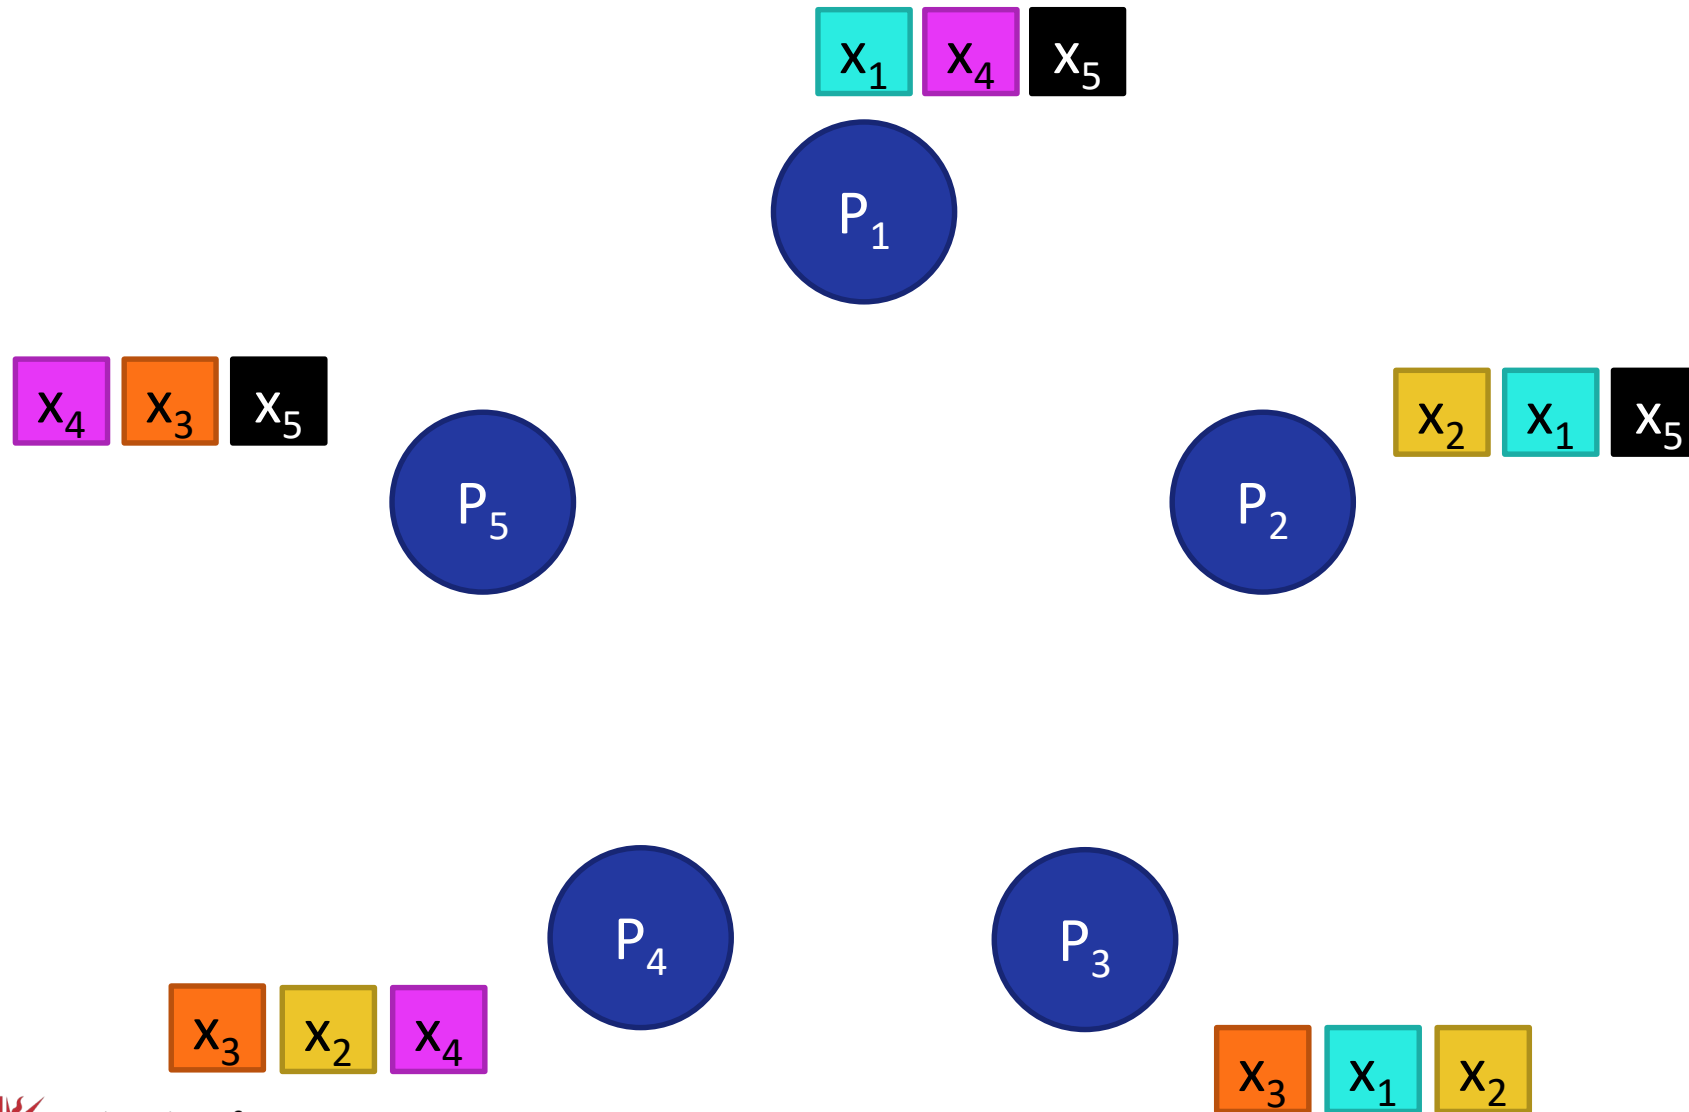 x₁ x₄ x₅
P₁
x₄ x₃ x₅
x₂ x₁ x₅
P₅
P₂
P₄
P₃
x₃ x₂ x₄
x₃ x₁ x₂